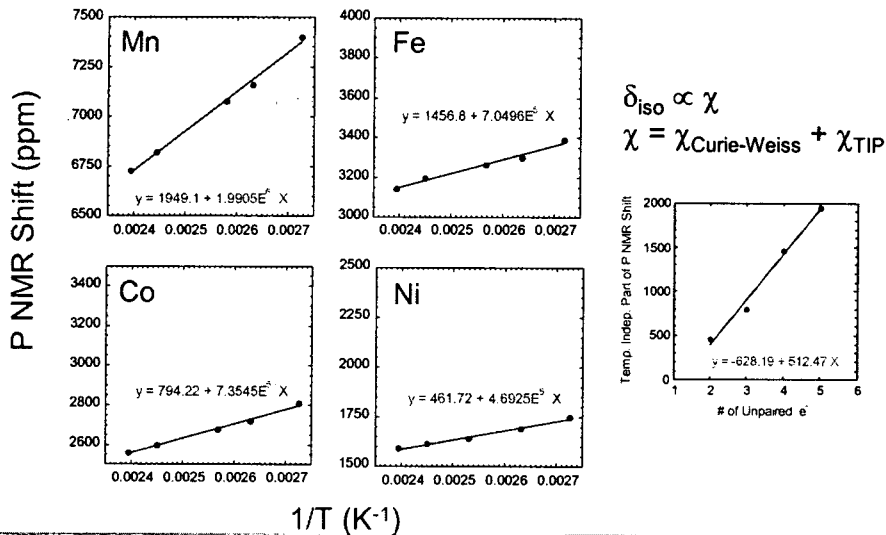 P NMR Shift (ppm)
Mn
7500
7250
7000
6750
6500
y = 1949.1 + 1.9905E⁶ X
0.0024 0.0025 0.0026 0.0027
Fe
4000
3800
3600
3400
3200
3000
y = 1456.8 + 7.0496E⁵ X
0.0024 0.0025 0.0026 0.0027
Co
3400
3200
3000
2800
2600
y = 794.22 + 7.3545E⁵ X
0.0024 0.0025 0.0026 0.0027
Ni
2500
2250
2000
1750
1500
y = 461.72 + 4.6925E⁵ X
0.0024 0.0025 0.0026 0.0027
1/T (K⁻¹)
δiso ∝ χ
χ = χCurie-Weiss + χTIP
Temp. Indep. Part of P NMR Shift
2000
1500
1000
500
0
y = -628.19 + 512.47 X
1 2 3 4 5 6
# of Unpaired e⁻